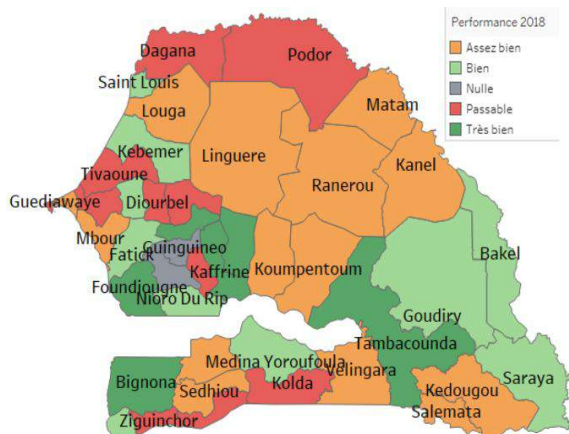 Performance 2018
Assez bien
Bien
Nulle
Passable
Très bien
Dagana
Podor
Saint Louis
Louga
Matam
Kebemer
Linguere
Kanel
Tivaoune
Ranerou
Guediawaye
Diourbel
Mbour
Guinguineo
Bakel
Fatick
Kaffrine
Koumpentoum
Foundiougne
Nioro Du Rip
Goudiry
Tambacounda
Medina Yoroufoula
Velingara
Bignona
Kolda
Saraya
Sedhiou
Kedougou
Ziguinchor
Salemata